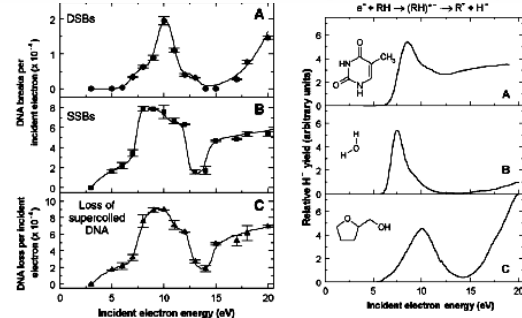 DSBs
A
DNA breaks per
incident electron (x 10⁻⁴)
2
1
0
SSBs
B
8
6
4
2
0
Loss of
supercoiled
DNA
C
DNA loss per incident
electron (x 10⁻⁴)
10
8
6
4
2
0
0
5
10
15
20
Incident electron energy (eV)
e⁻ + RH → (RH)*⁻ → R• + H⁻
Relative H⁻ yield (arbitrary units)
O
CH₃
HN
O
N
H
A
6
4
2
0
H
H O
B
6
4
2
0
O
OH
C
6
4
2
0
0
5
10
15
20
Incident electron energy (eV)